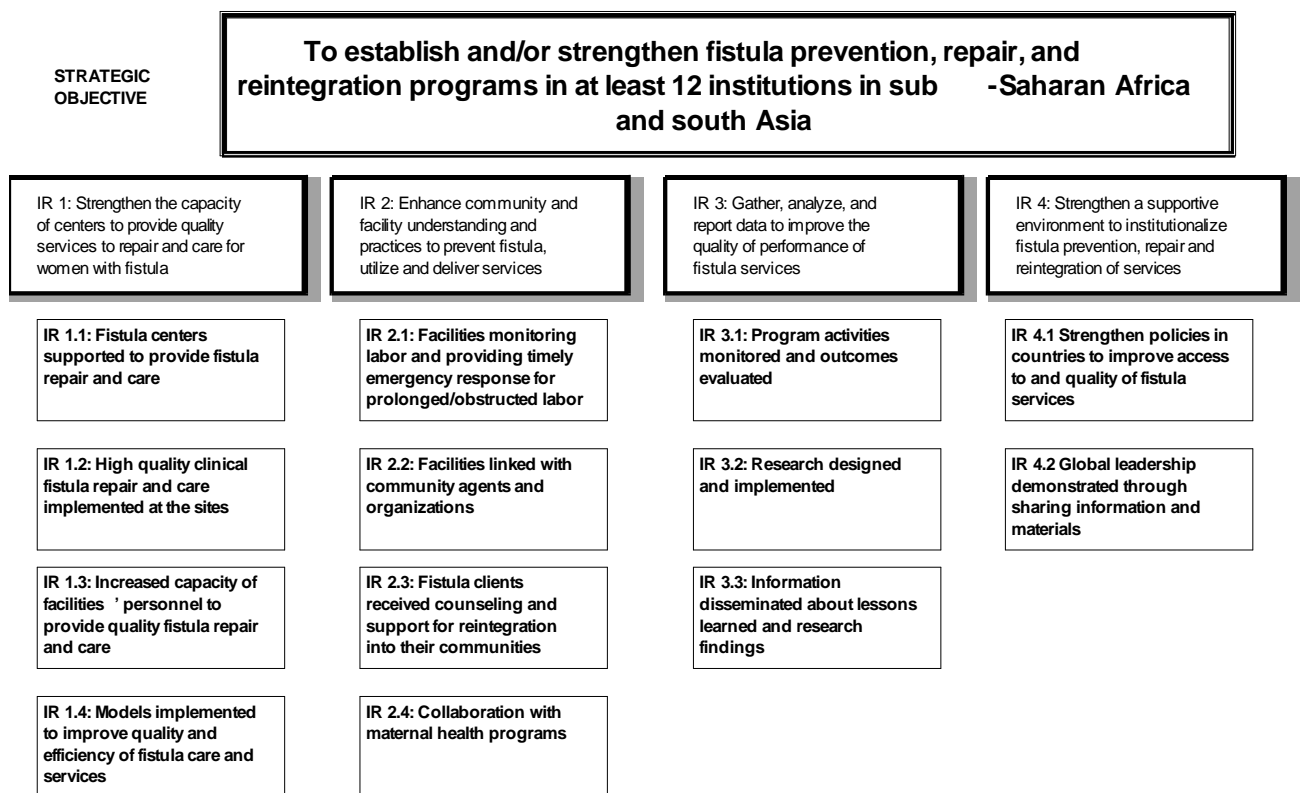 STRATEGIC
OBJECTIVE
To establish and/or strengthen fistula prevention, repair, and
reintegration programs in at least 12 institutions in sub -Saharan Africa
and south Asia
IR 1: Strengthen the capacity
of centers to provide quality
services to repair and care for
women with fistula
IR 2: Enhance community and
facility understanding and
practices to prevent fistula,
utilize and deliver services
IR 3: Gather, analyze, and
report data to improve the
quality of performance of
fistula services
IR 4: Strengthen a supportive
environment to institutionalize
fistula prevention, repair and
reintegration of services
IR 1.1: Fistula centers
supported to provide fistula
repair and care
IR 2.1: Facilities monitoring
labor and providing timely
emergency response for
prolonged/obstructed labor
IR 3.1: Program activities
monitored and outcomes
evaluated
IR 4.1 Strengthen policies in
countries to improve access
to and quality of fistula
services
IR 1.2: High quality clinical
fistula repair and care
implemented at the sites
IR 2.2: Facilities linked with
community agents and
organizations
IR 3.2: Research designed
and implemented
IR 4.2 Global leadership
demonstrated through
sharing information and
materials
IR 1.3: Increased capacity of
facilities ’ personnel to
provide quality fistula repair
and care
IR 2.3: Fistula clients
received counseling and
support for reintegration
into their communities
IR 3.3: Information
disseminated about lessons
learned and research
findings
IR 1.4: Models implemented
to improve quality and
efficiency of fistula care and
services
IR 2.4: Collaboration with
maternal health programs